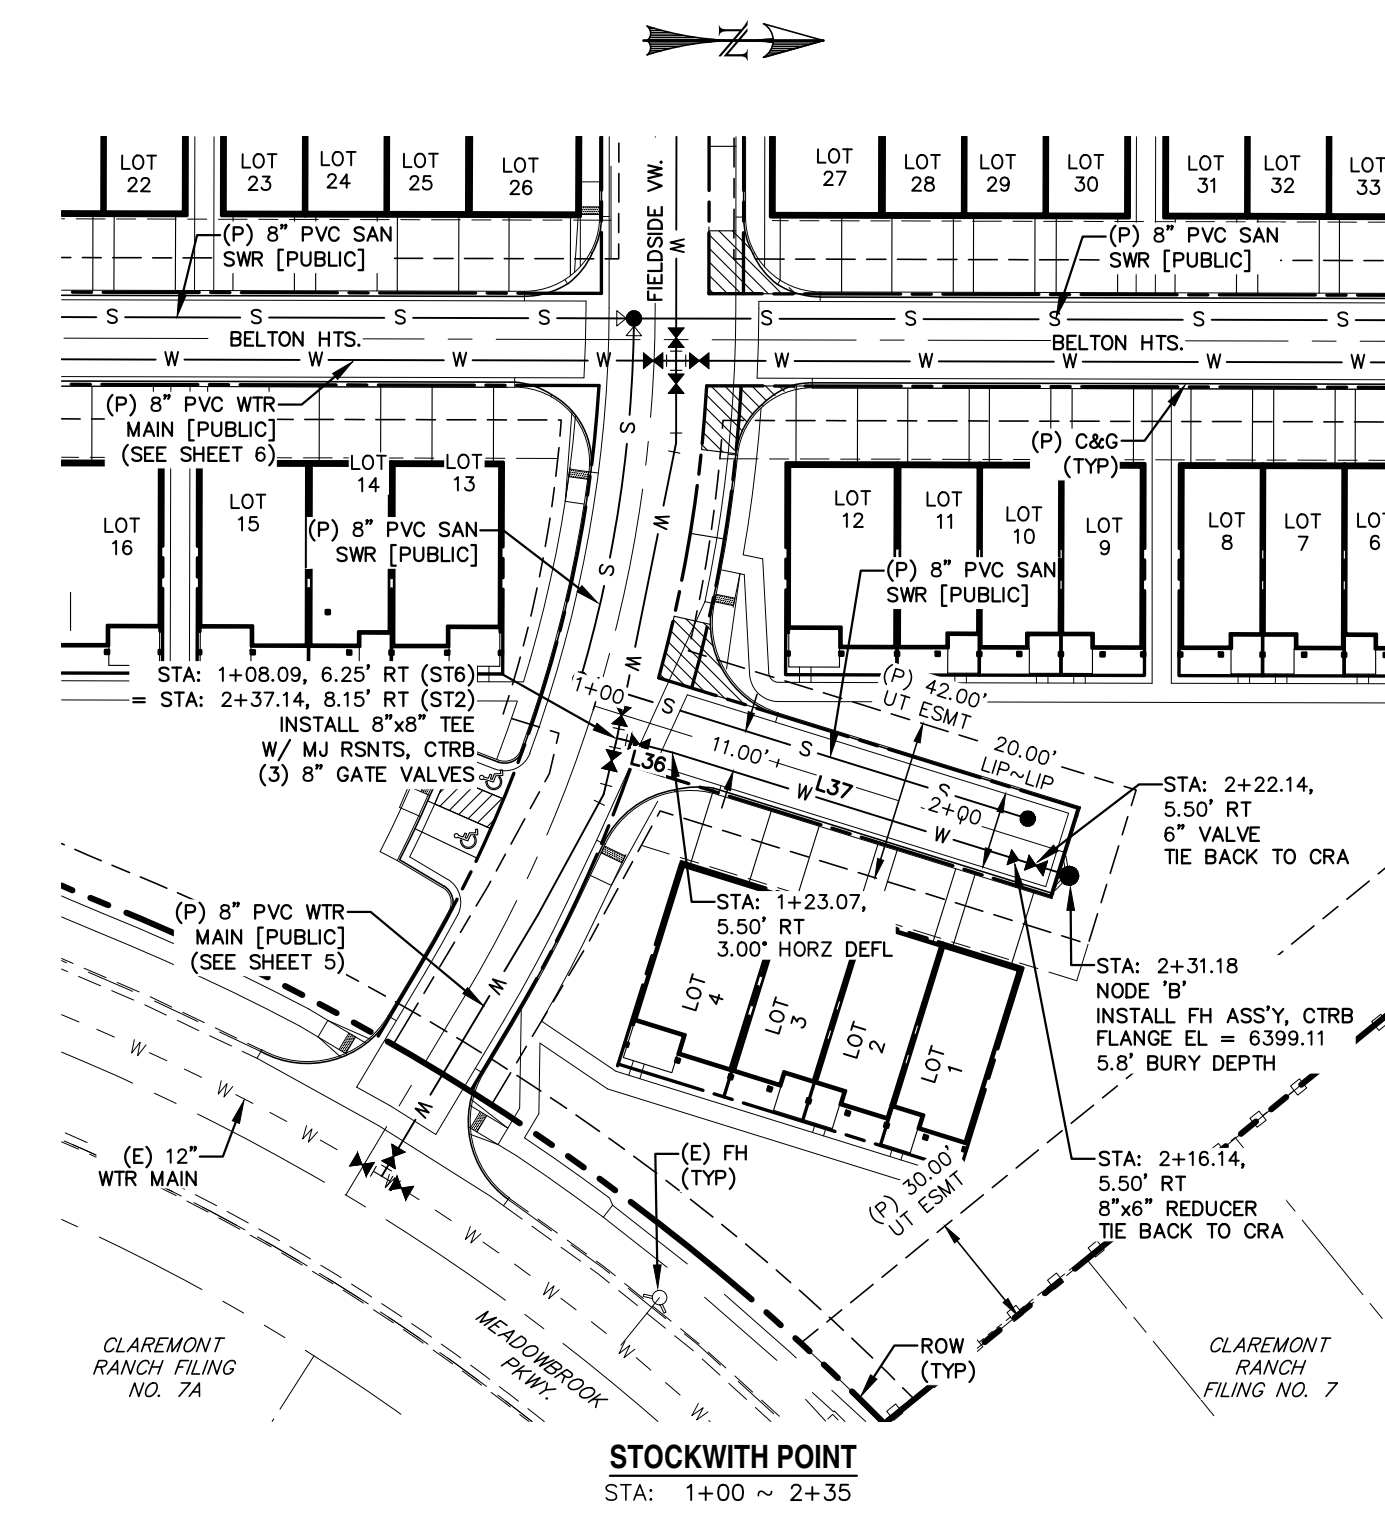 N
LOT
22
LOT
23
LOT
24
LOT
25
LOT
26
FIELDSIDE VW.
W
LOT
27
LOT
28
LOT
29
LOT
30
LOT
31
LOT
32
LOT
33
(P) 8" PVC SAN
SWR [PUBLIC]
(P) 8" PVC SAN
SWR [PUBLIC]
S S S S S S S S S
BELTON HTS.
BELTON HTS.
W W W W W W W W W
(P) 8" PVC WTR
MAIN [PUBLIC]
(SEE SHEET 6)
S
(P) C&G
(TYP)
LOT
16
LOT
15
LOT
14
LOT
13
LOT
12
LOT
11
LOT
10
LOT
9
LOT
8
LOT
7
LOT
6
(P) 8" PVC SAN
SWR [PUBLIC]
W
S
(P) 8" PVC SAN
SWR [PUBLIC]
W
STA: 1+08.09, 6.25' RT (ST6)
= STA: 2+37.14, 8.15' RT (ST2)
INSTALL 8"x8" TEE
W/ MJ RSNTS, CTRB
(3) 8" GATE VALVES
1+00
S
(P) 42.00'
UT ESMT
11.00'
S
20.00'
LIP~LIP
L36
L37
W
S
2+00
W
STA: 2+22.14,
5.50' RT
6" VALVE
TIE BACK TO CRA
(P) 8" PVC WTR
MAIN [PUBLIC]
(SEE SHEET 5)
W
STA: 1+23.07,
5.50' RT
3.00° HORZ DEFL
STA: 2+31.18
NODE 'B'
INSTALL FH ASS'Y, CTRB
FLANGE EL = 6399.11
5.8' BURY DEPTH
LOT
4
LOT
3
LOT
2
LOT
1
W
W
W
W
(E) 12"
WTR MAIN
W
(E) FH
(TYP)
(P) 30.00'
UT ESMT
STA: 2+16.14,
5.50' RT
8"x6" REDUCER
TIE BACK TO CRA
W
W
W
W
W
MEADOWBROOK
PKWY.
CLAREMONT
RANCH FILING
NO. 7A
ROW
(TYP)
CLAREMONT
RANCH
FILING NO. 7
STOCKWITH POINT
STA: 1+00 ~ 2+35